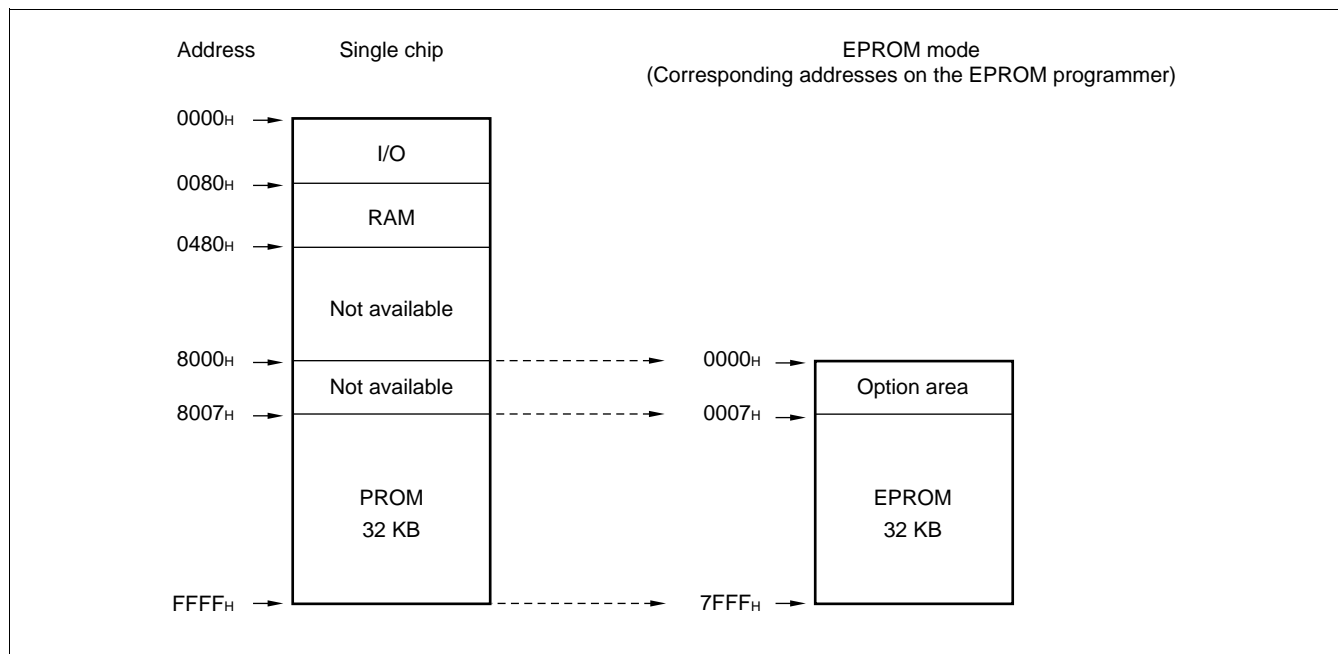 Address Single chip EPROM mode
(Corresponding addresses on the EPROM programmer)
0000H
I/O
0080H
RAM
0480H
Not available
8000H 0000H
Not available Option area
8007H 0007H
PROM EPROM
32 KB 32 KB
FFFFH 7FFFH